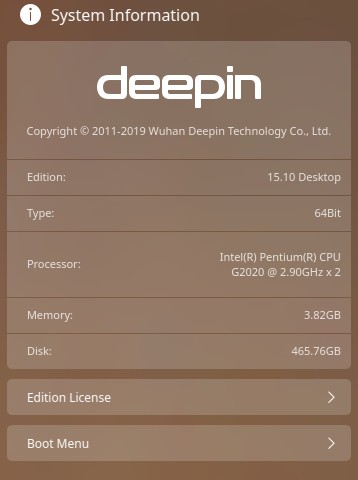 System Information
deepin
Copyright © 2011-2019 Wuhan Deepin Technology Co., Ltd.
Edition: 15.10 Desktop
Type: 64Bit
Processor: Intel(R) Pentium(R) CPU
G2020 @ 2.90GHz x 2
Memory: 3.82GB
Disk: 465.76GB
Edition License
Boot Menu